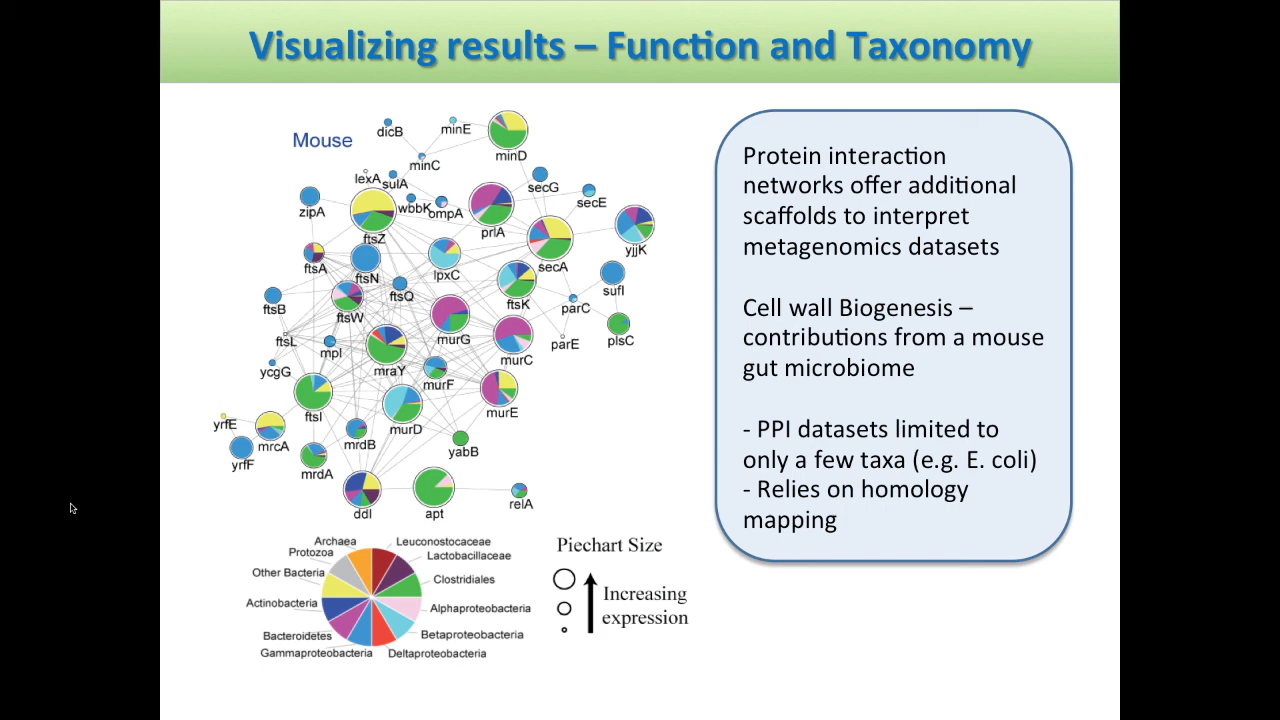 Visualizing results – Function and Taxonomy
Mouse
dicB
minE
minD
minC
lexA
sulA
secG
zipA
wbbK
ompA
secE
ftsZ
prlA
yjjK
ftsA
ftsN
lpxC
secA
ftsB
ftsQ
ftsK
sufI
ftsW
parC
ftsL
mpl
murG
murC
parE
plsC
ycgG
mraY
murF
ftsI
murD
murE
yrfE
mrcA
mrdB
yabB
yrfF
mrdA
ddl
apt
relA
Protein interaction
networks offer additional
scaffolds to interpret
metagenomics datasets
Cell wall Biogenesis –
contributions from a mouse
gut microbiome
- PPI datasets limited to
only a few taxa (e.g. E. coli)
- Relies on homology
mapping
Archaea
Leuconostocaceae
Protozoa
Lactobacillaceae
Other Bacteria
Clostridiales
Actinobacteria
Alphaproteobacteria
Bacteroidetes
Betaproteobacteria
Gammaproteobacteria
Deltaproteobacteria
Piechart Size
Increasing
expression